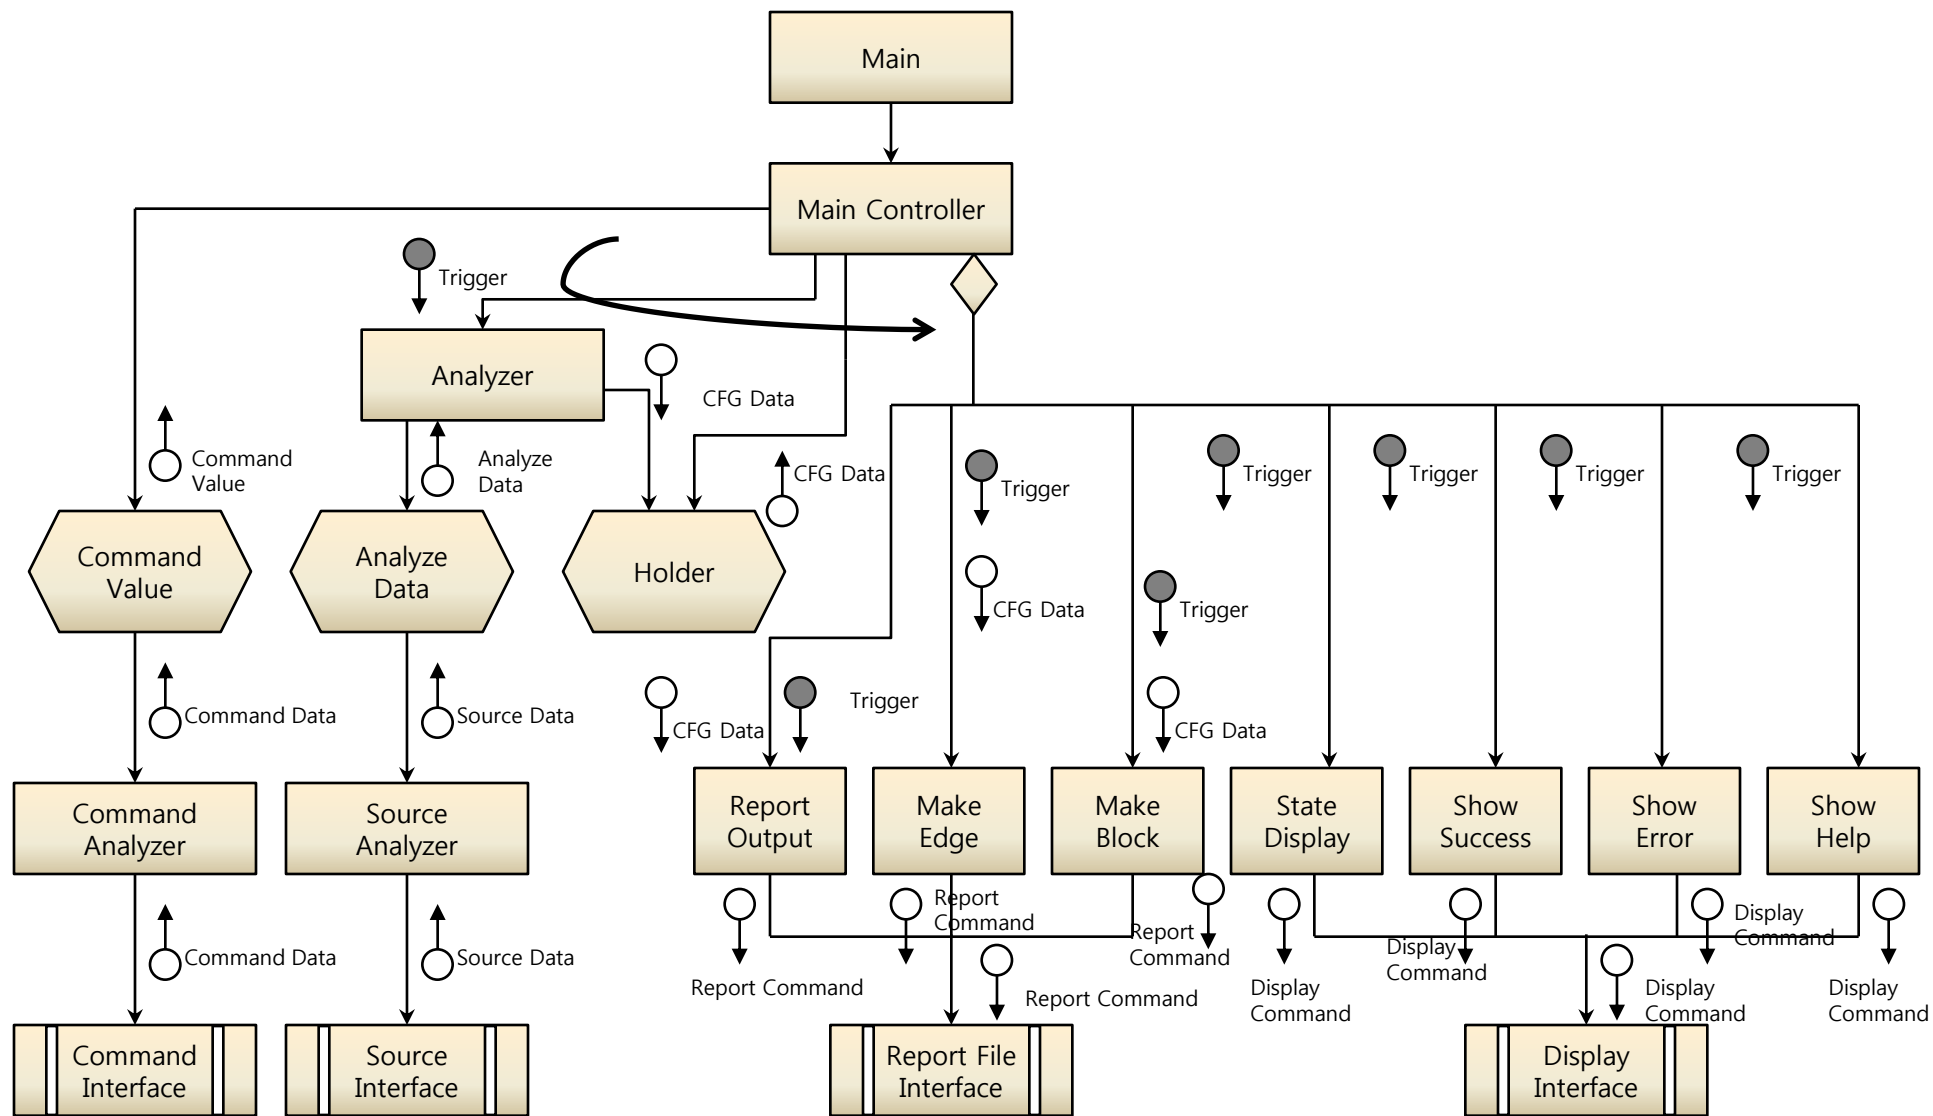 Main
Main Controller
Trigger
Analyzer
CFG Data
Command
Value
Analyze
Data
CFG Data
Trigger
Trigger
Trigger
Trigger
Trigger
Command
Value
Analyze
Data
Holder
CFG Data
Trigger
Command Data
Source Data
CFG Data
Trigger
CFG Data
Command
Analyzer
Source
Analyzer
Report
Output
Make
Edge
Make
Block
State
Display
Show
Success
Show
Error
Show
Help
Report
Command
Display
Command
Command Data
Source Data
Report
Command
Display
Command
Report Command
Report Command
Display
Command
Display
Command
Display
Command
Command
Interface
Source
Interface
Report File
Interface
Display
Interface